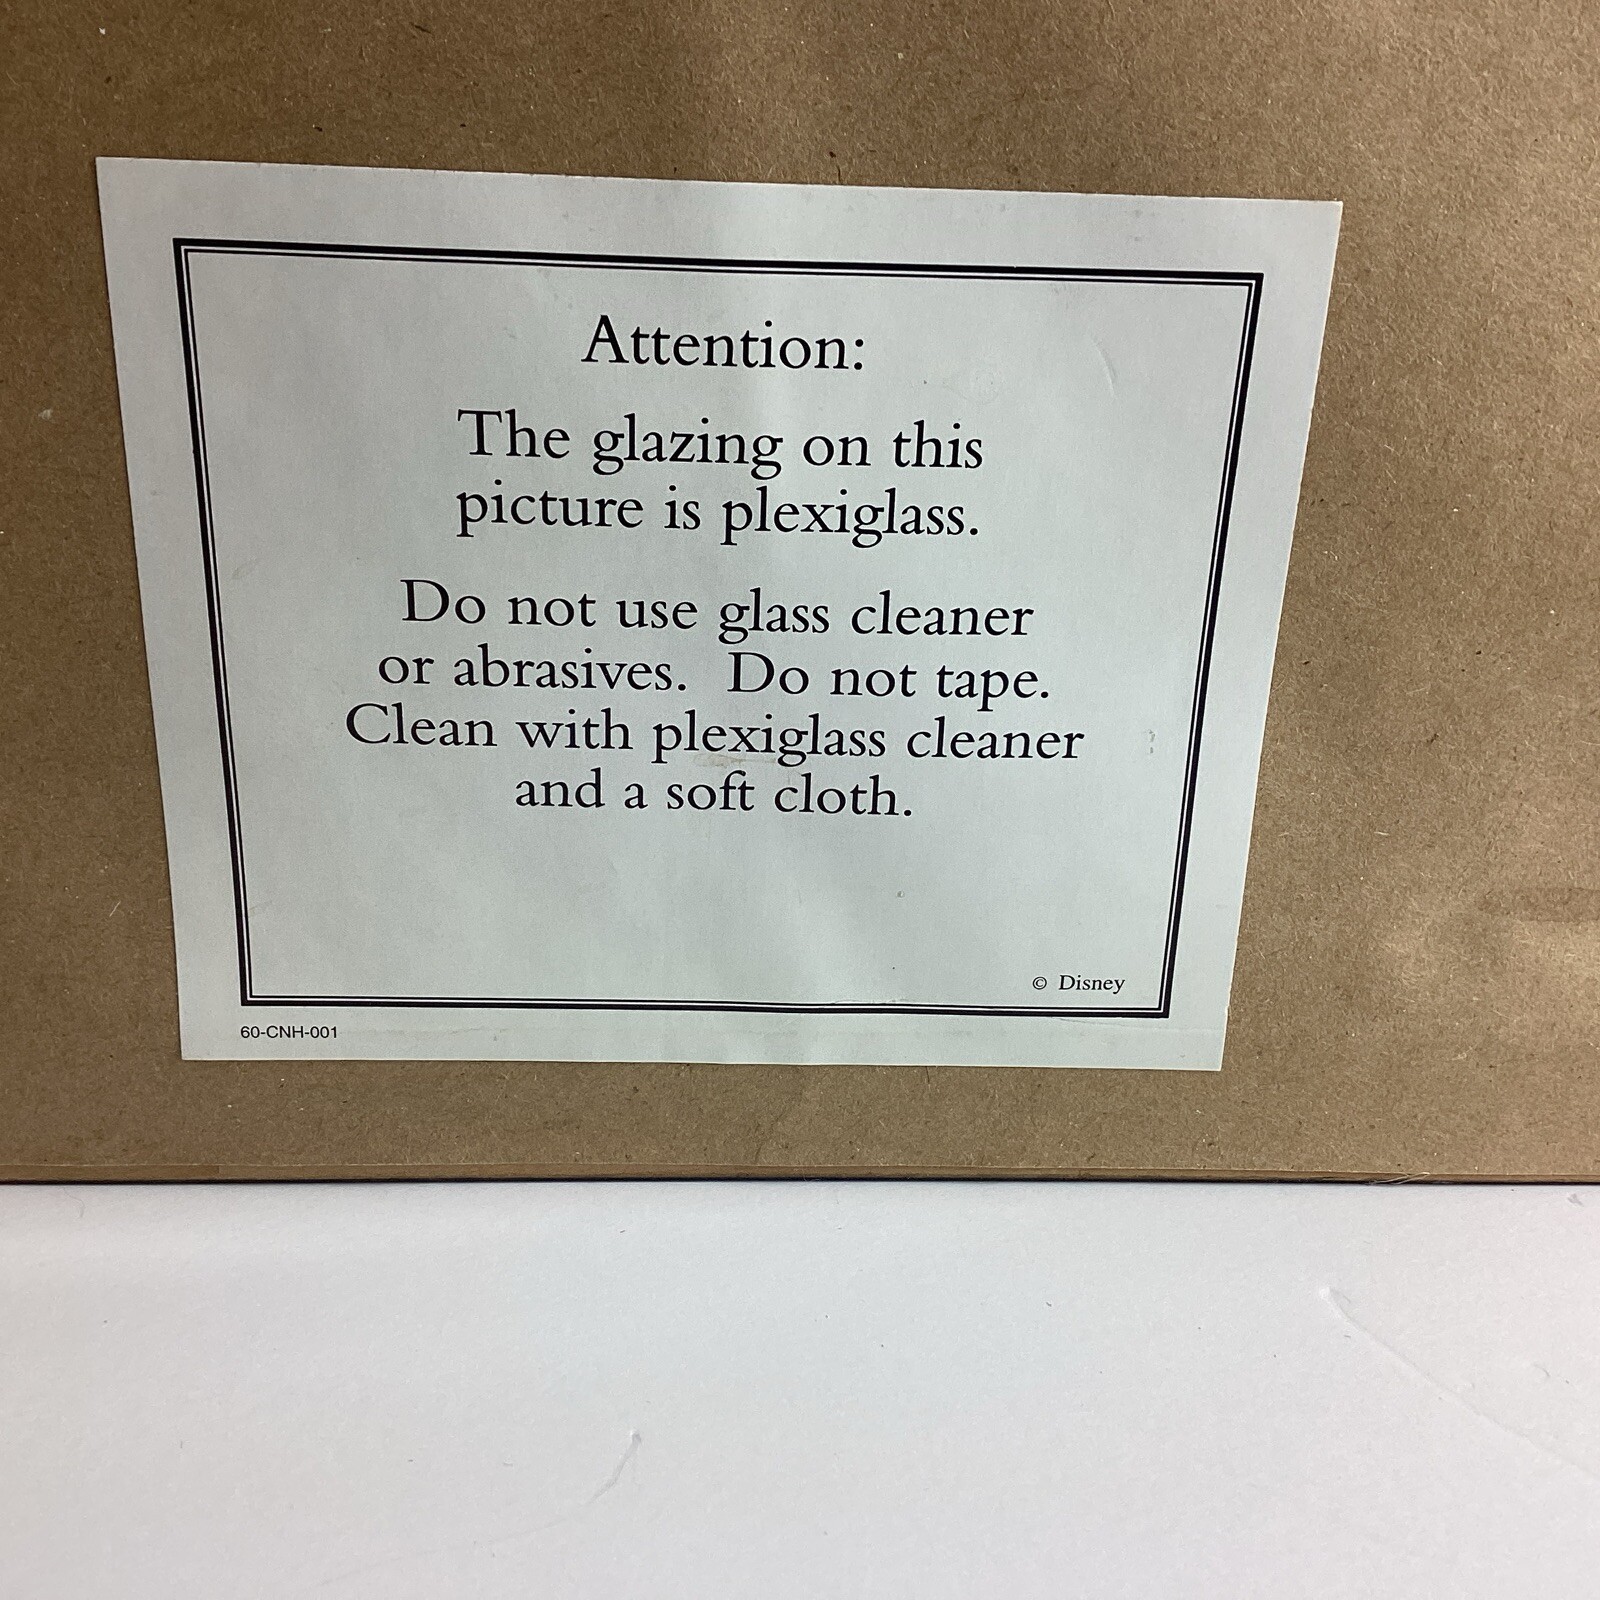 Attention:
The glazing on this
picture is plexiglass.
Do not use glass cleaner
or abrasives. Do not tape.
Clean with plexiglass cleaner
and a soft cloth.
© Disney
60-CNH-001